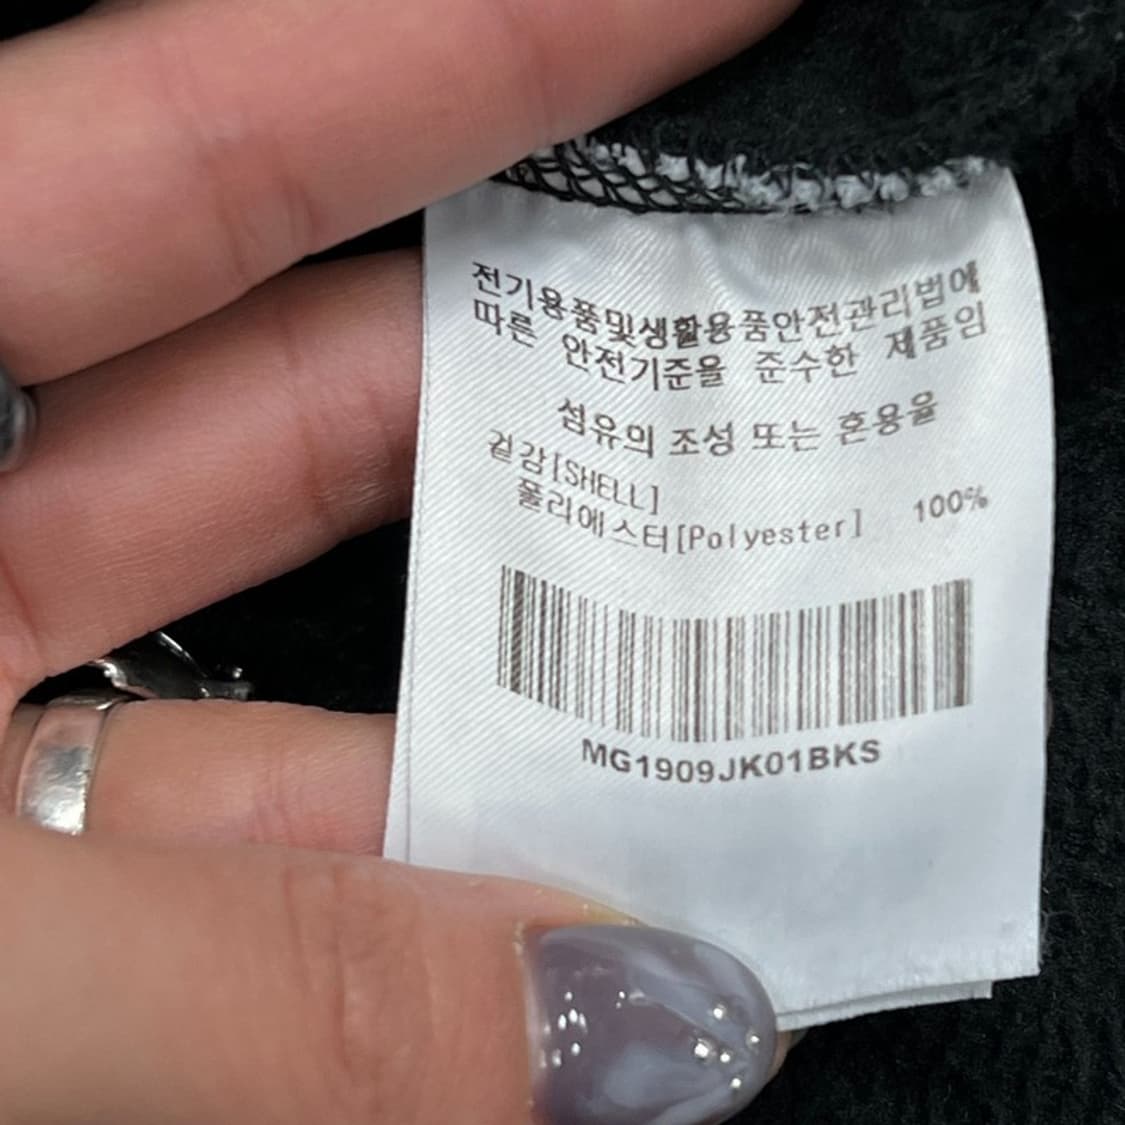 전기용품및생활용품안전관리법에
따른 안전기준을 준수한 제품임
섬유의 조성 또는 혼용율
겉감[SHELL]
폴리에스터[Polyester] 100%
MG1909JK01BKS